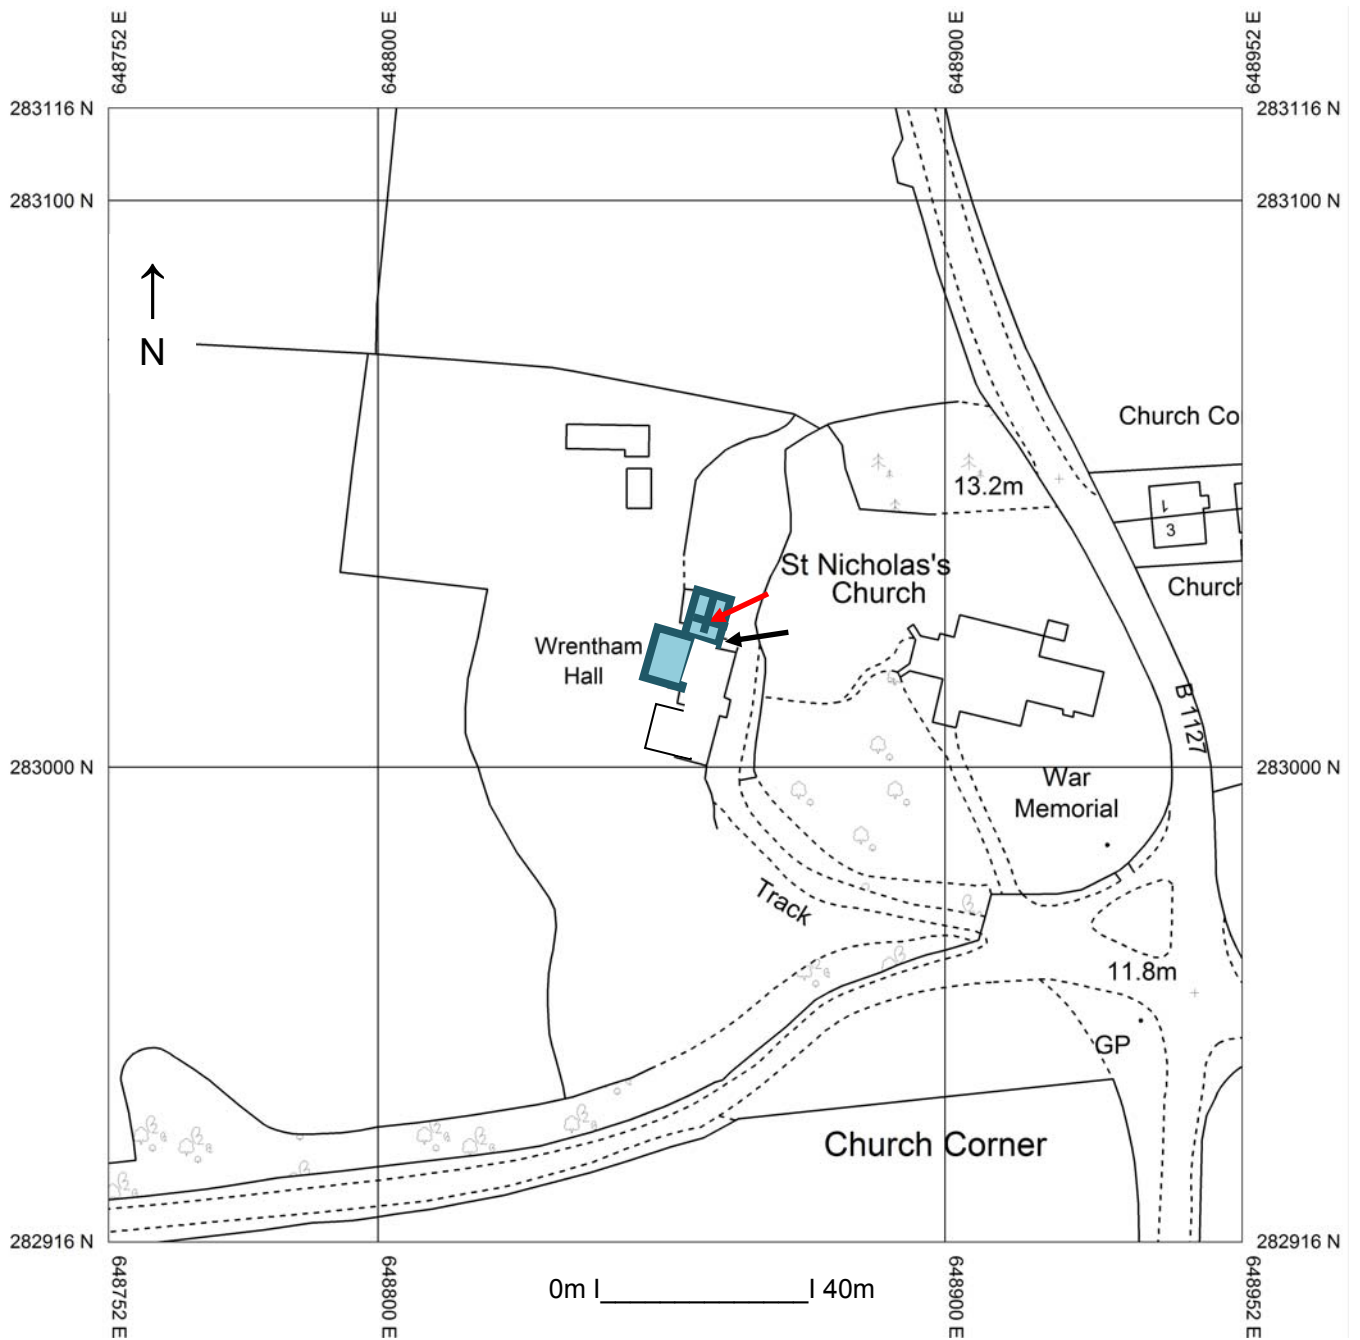 648752 E
648800 E
648900 E
648952 E
283116 N
283116 N
283100 N
283100 N
N
Church Co
13.2m
1
3
St Nicholas's
Church
Church
Wrentham
Hall
B 1127
283000 N
283000 N
War
Memorial
Track
11.8m
GP
Church Corner
282916 N
282916 N
648752 E
648800 E
0m I_______________I 40m
648900 E
648952 E